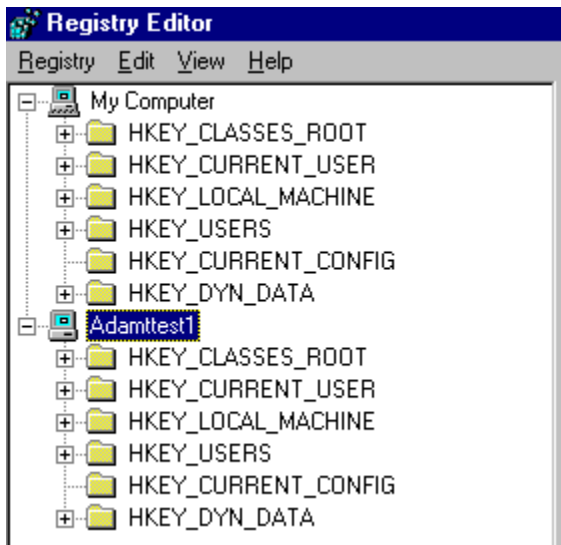 Registry Editor
Registry Edit View Help
My Computer
HKEY_CLASSES_ROOT
HKEY_CURRENT_USER
HKEY_LOCAL_MACHINE
HKEY_USERS
HKEY_CURRENT_CONFIG
HKEY_DYN_DATA
Adamttest1
HKEY_CLASSES_ROOT
HKEY_CURRENT_USER
HKEY_LOCAL_MACHINE
HKEY_USERS
HKEY_CURRENT_CONFIG
HKEY_DYN_DATA